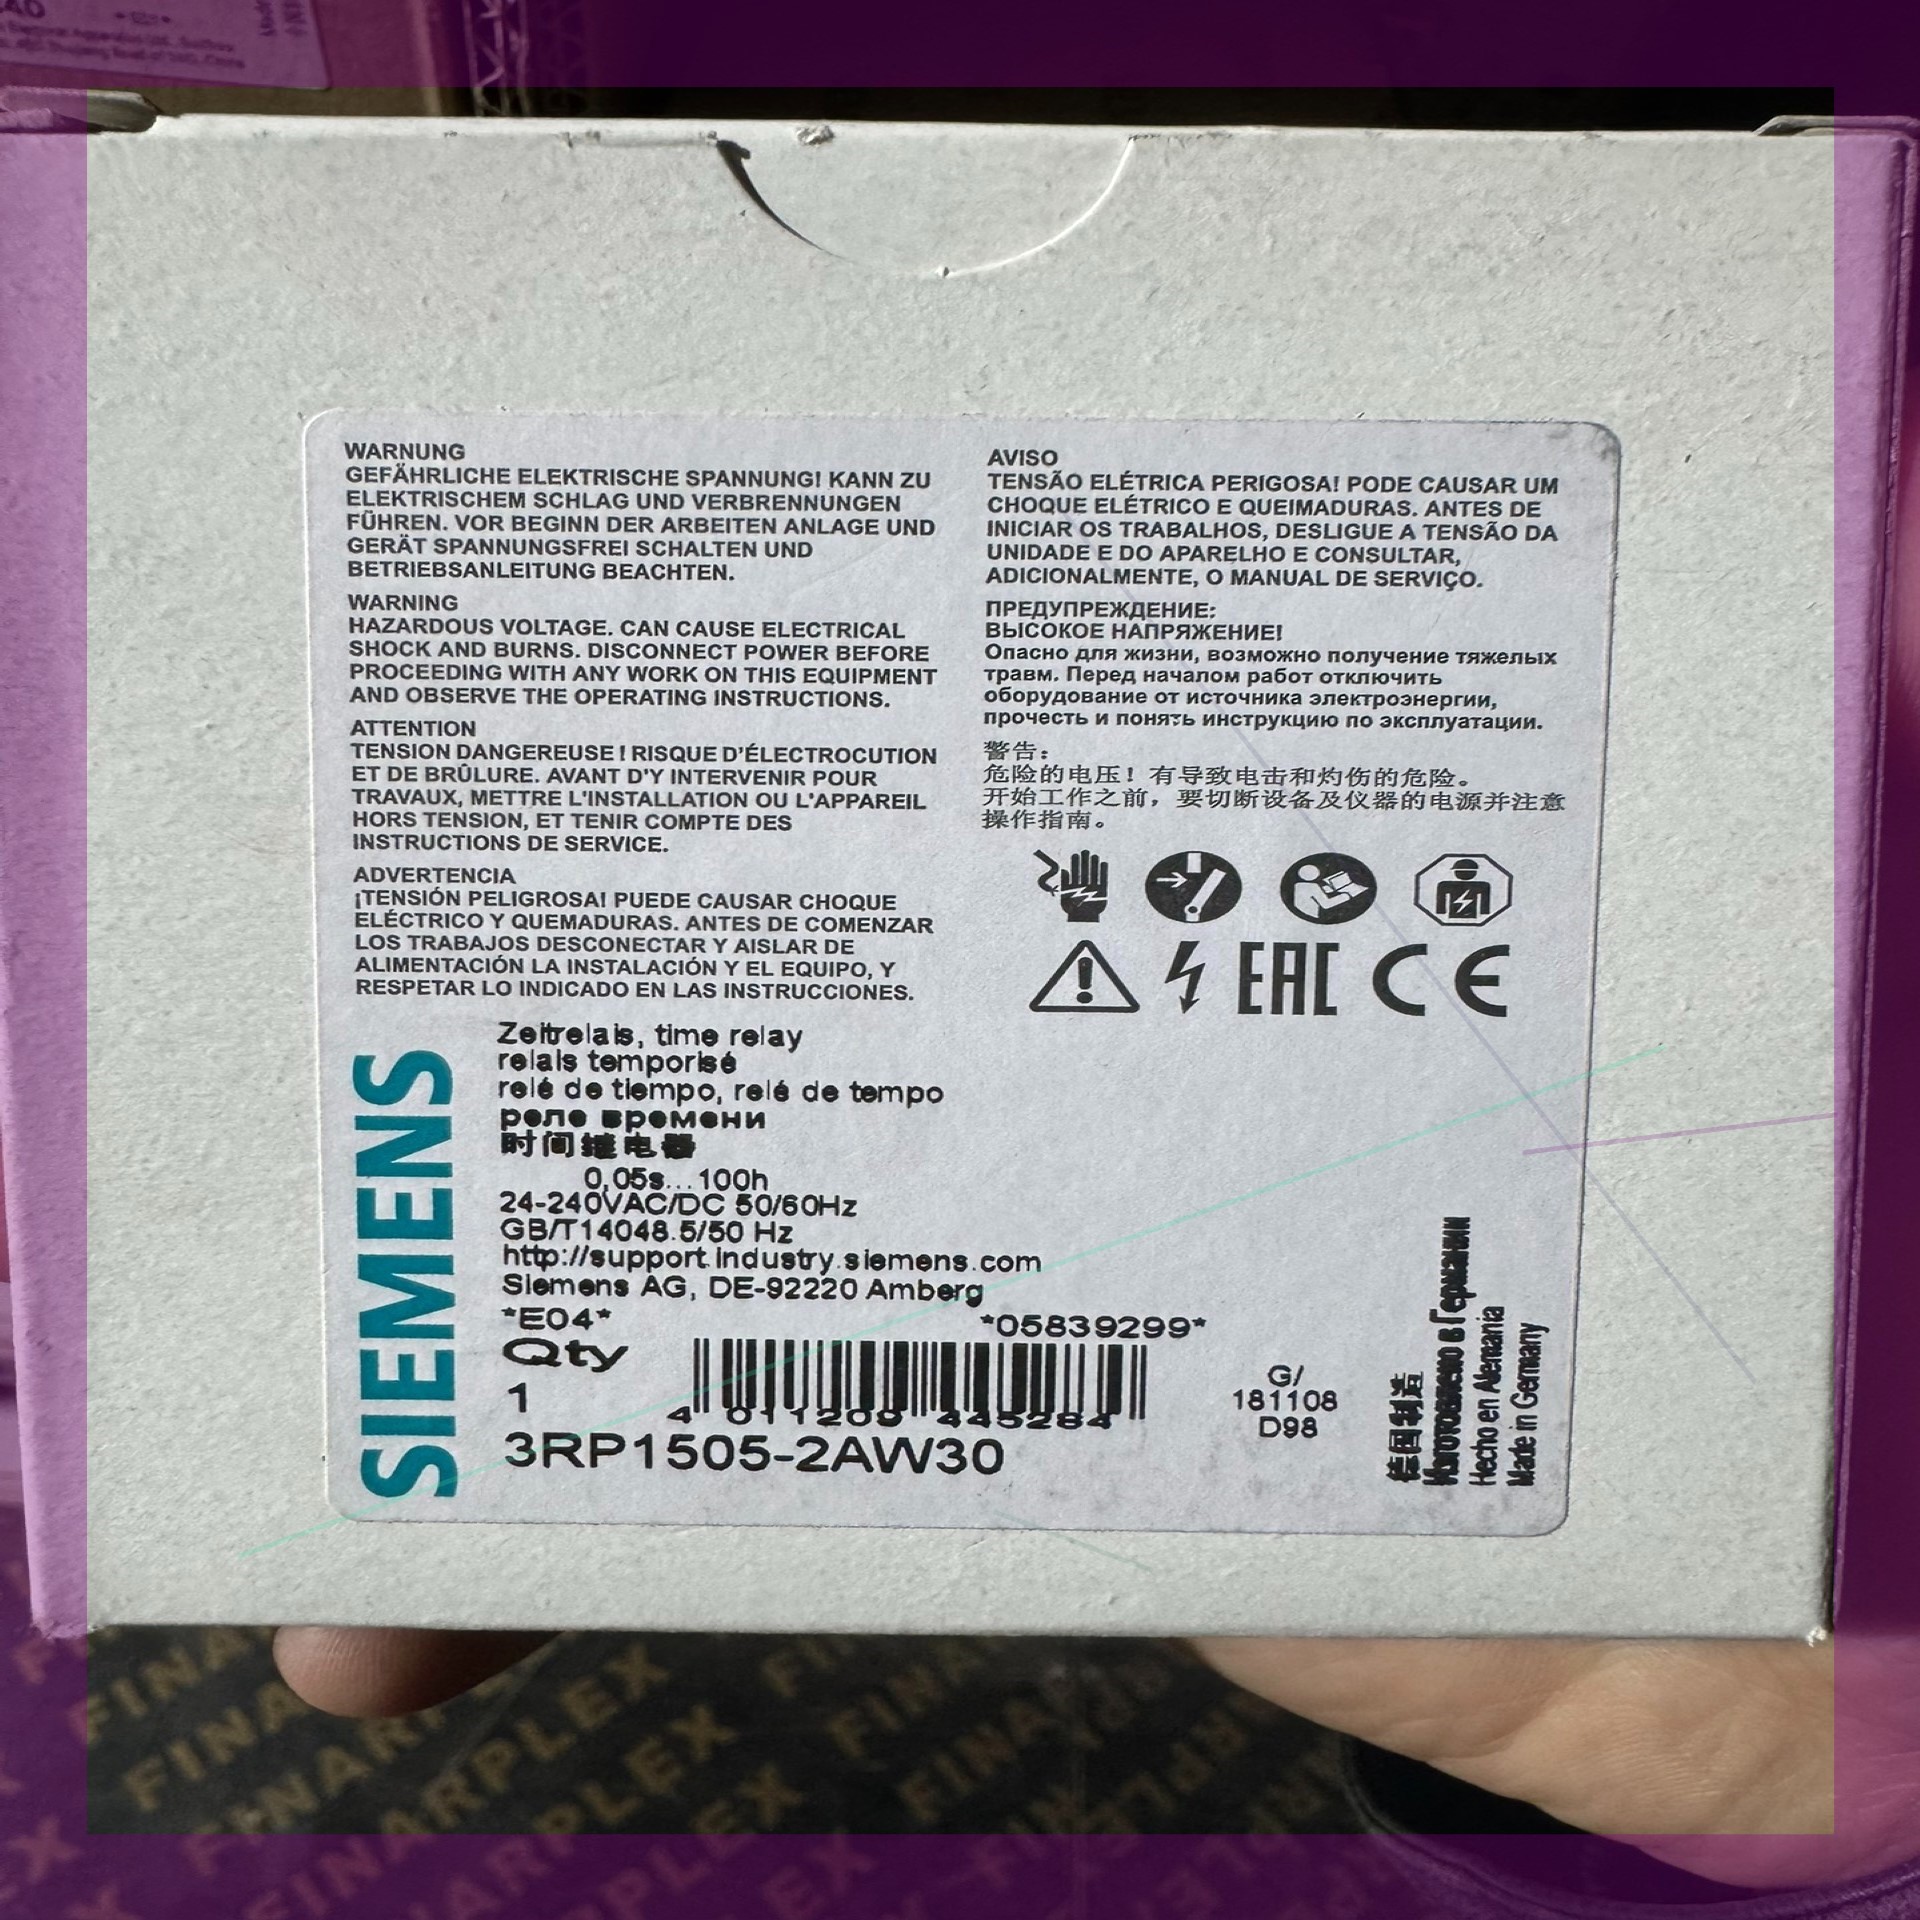 WARNUNG
GEFÄHRLICHE ELEKTRISCHE SPANNUNG! KANN ZU
ELEKTRISCHEM SCHLAG UND VERBRENNUNGEN
FÜHREN. VOR BEGINN DER ARBEITEN ANLAGE UND
GERÄT SPANNUNGSFREI SCHALTEN UND
BETRIEBSANLEITUNG BEACHTEN.
WARNING
HAZARDOUS VOLTAGE. CAN CAUSE ELECTRICAL
SHOCK AND BURNS. DISCONNECT POWER BEFORE
PROCEEDING WITH ANY WORK ON THIS EQUIPMENT
AND OBSERVE THE OPERATING INSTRUCTIONS.
ATTENTION
TENSION DANGEREUSE ! RISQUE D'ÉLECTROCUTION
ET DE BRÛLURE. AVANT D'Y INTERVENIR POUR
TRAVAUX, METTRE L'INSTALLATION OU L'APPAREIL
HORS TENSION, ET TENIR COMPTE DES
INSTRUCTIONS DE SERVICE.
ADVERTENCIA
¡TENSIÓN PELIGROSA! PUEDE CAUSAR CHOQUE
ELÉCTRICO Y QUEMADURAS. ANTES DE COMENZAR
LOS TRABAJOS DESCONECTAR Y AISLAR DE
ALIMENTACIÓN LA INSTALACIÓN Y EL EQUIPO, Y
RESPETAR LO INDICADO EN LAS INSTRUCCIONES.
AVISO
TENSÃO ELÉTRICA PERIGOSA! PODE CAUSAR UM
CHOQUE ELÉTRICO E QUEIMADURAS. ANTES DE
INICIAR OS TRABALHOS, DESLIGUE A TENSÃO DA
UNIDADE E DO APARELHO E CONSULTAR,
ADICIONALMENTE, O MANUAL DE SERVIÇO.
ПРЕДУПРЕЖДЕНИЕ:
ВЫСОКОЕ НАПРЯЖЕНИЕ!
Опасно для жизни, возможно получение тяжелых
травм. Перед началом работ отключить
оборудование от источника электроэнергии,
прочесть и понять инструкцию по эксплуатации.
警告：
危险的电压！有导致电击和灼伤的危险。
开始工作之前，要切断设备及仪器的电源并注意
操作指南。
EAC CE
SIEMENS
Zeitrelais, time relay
relais temporisé
relé de tiempo, relé de tempo
реле времени
时间继电器
0,05s...100h
24-240VAC/DC 50/60Hz
GB/T14048.5/50 Hz
http://support.industry.siemens.com
Siemens AG, DE-92220 Amberg
*E04* *05839299*
Qty
1
4 011209 445284
3RP1505-2AW30
G/
181108
D98
德国制造
Изготовлено в Германии
Hecho en Alemania
Made in Germany
FINARPLEX
FINARPLEX
FINARPLEX